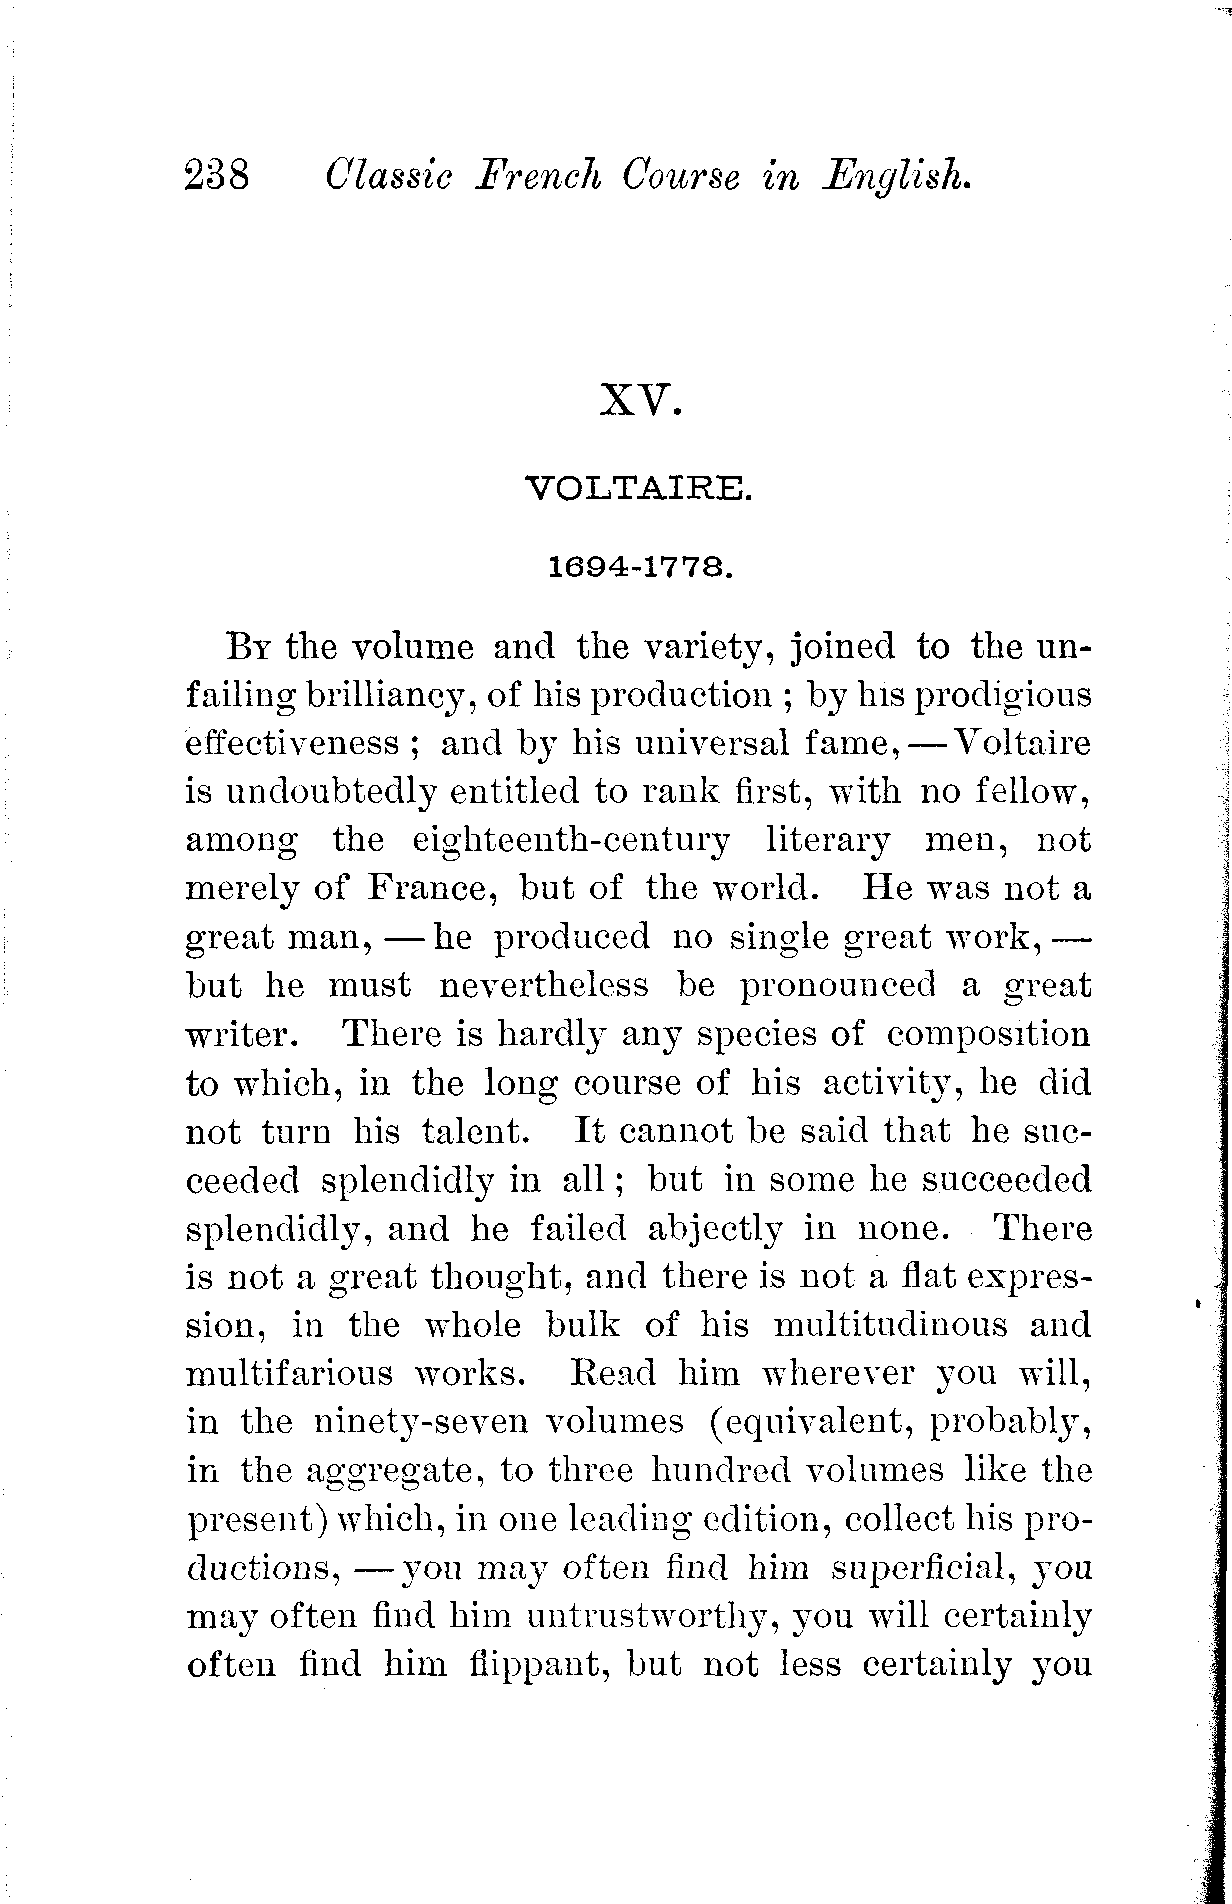 238 Classic French Course in English.
XV.
VOLTAIRE.
1694-1778.
BY the volume and the variety, joined to the un-
failing brilliancy, of his production ; by his prodigious
effectiveness ; and by his universal fame, — Voltaire
is undoubtedly entitled to rank first, with no fellow,
among the eighteenth-century literary men, not
merely of France, but of the world. He was not a
great man, — he produced no single great work, —
but he must nevertheless be pronounced a great
writer. There is hardly any species of composition
to which, in the long course of his activity, he did
not turn his talent. It cannot be said that he suc-
ceeded splendidly in all ; but in some he succeeded
splendidly, and he failed abjectly in none. There
is not a great thought, and there is not a flat expres-
sion, in the whole bulk of his multitudinous and
multifarious works. Read him wherever you will,
in the ninety-seven volumes (equivalent, probably,
in the aggregate, to three hundred volumes like the
present) which, in one leading edition, collect his pro-
ductions, — you may often find him superficial, you
may often find him untrustworthy, you will certainly
often find him flippant, but not less certainly you